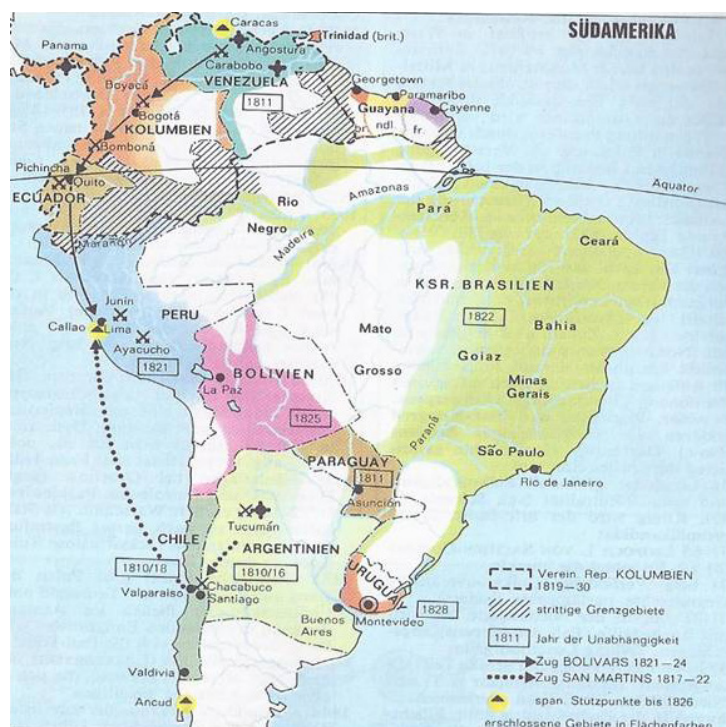 SÜDAMERIKA
Caracas
Trinidad (brit.)
Panama
Angostura
Carabobo
VENEZUELA
1811
Georgetown
Paramaribo
Guayana
Cayenne
br. ndl. fr.
Boyacá
Bogotá
KOLUMBIEN
Bomboná
Pichincha
Quito
ECUADOR
Äquator
Marañon
Rio
Negro
Amazonas
Madeira
Pará
Ceará
KSR. BRASILIEN
1822
Bahia
Mato
Grosso
Goiaz
Minas
Gerais
Junín
PERU
Callao
Lima
Ayacucho
1821
BOLIVIEN
La Paz
1825
Paraná
São Paulo
Rio de Janeiro
PARAGUAY
1811
Asunción
Tucumán
CHILE
ARGENTINIEN
1810/18
1810/16
Valparaiso
Chacabuco
Santiago
URUGUAY
1828
Buenos
Aires
Montevideo
Valdivia
Ancud
Verein. Rep. KOLUMBIEN
1819—30
strittige Grenzgebiete
1811 Jahr der Unabhängigkeit
Zug BOLIVARS 1821—24
Zug SAN MARTINS 1817—22
span. Stützpunkte bis 1826
erschlossene Gebiete in Flächenfarben